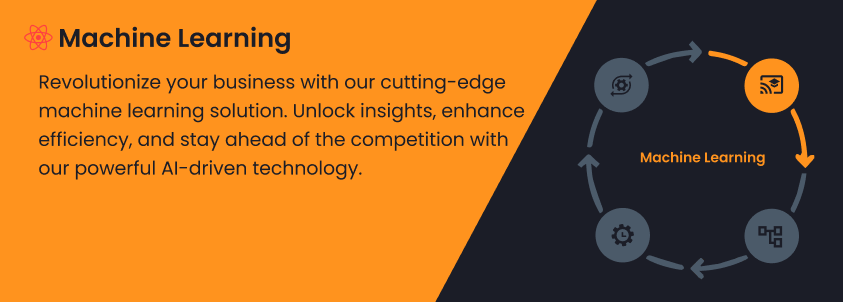 Machine Learning
Revolutionize your business with our cutting-edge
machine learning solution. Unlock insights, enhance
efficiency, and stay ahead of the competition with
our powerful AI-driven technology.
Machine Learning